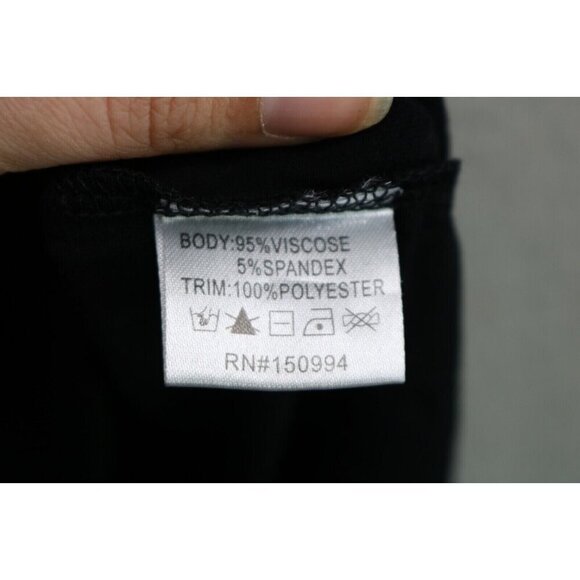 BODY:95%VISCOSE
5%SPANDEX
TRIM:100%POLYESTER
RN#150994